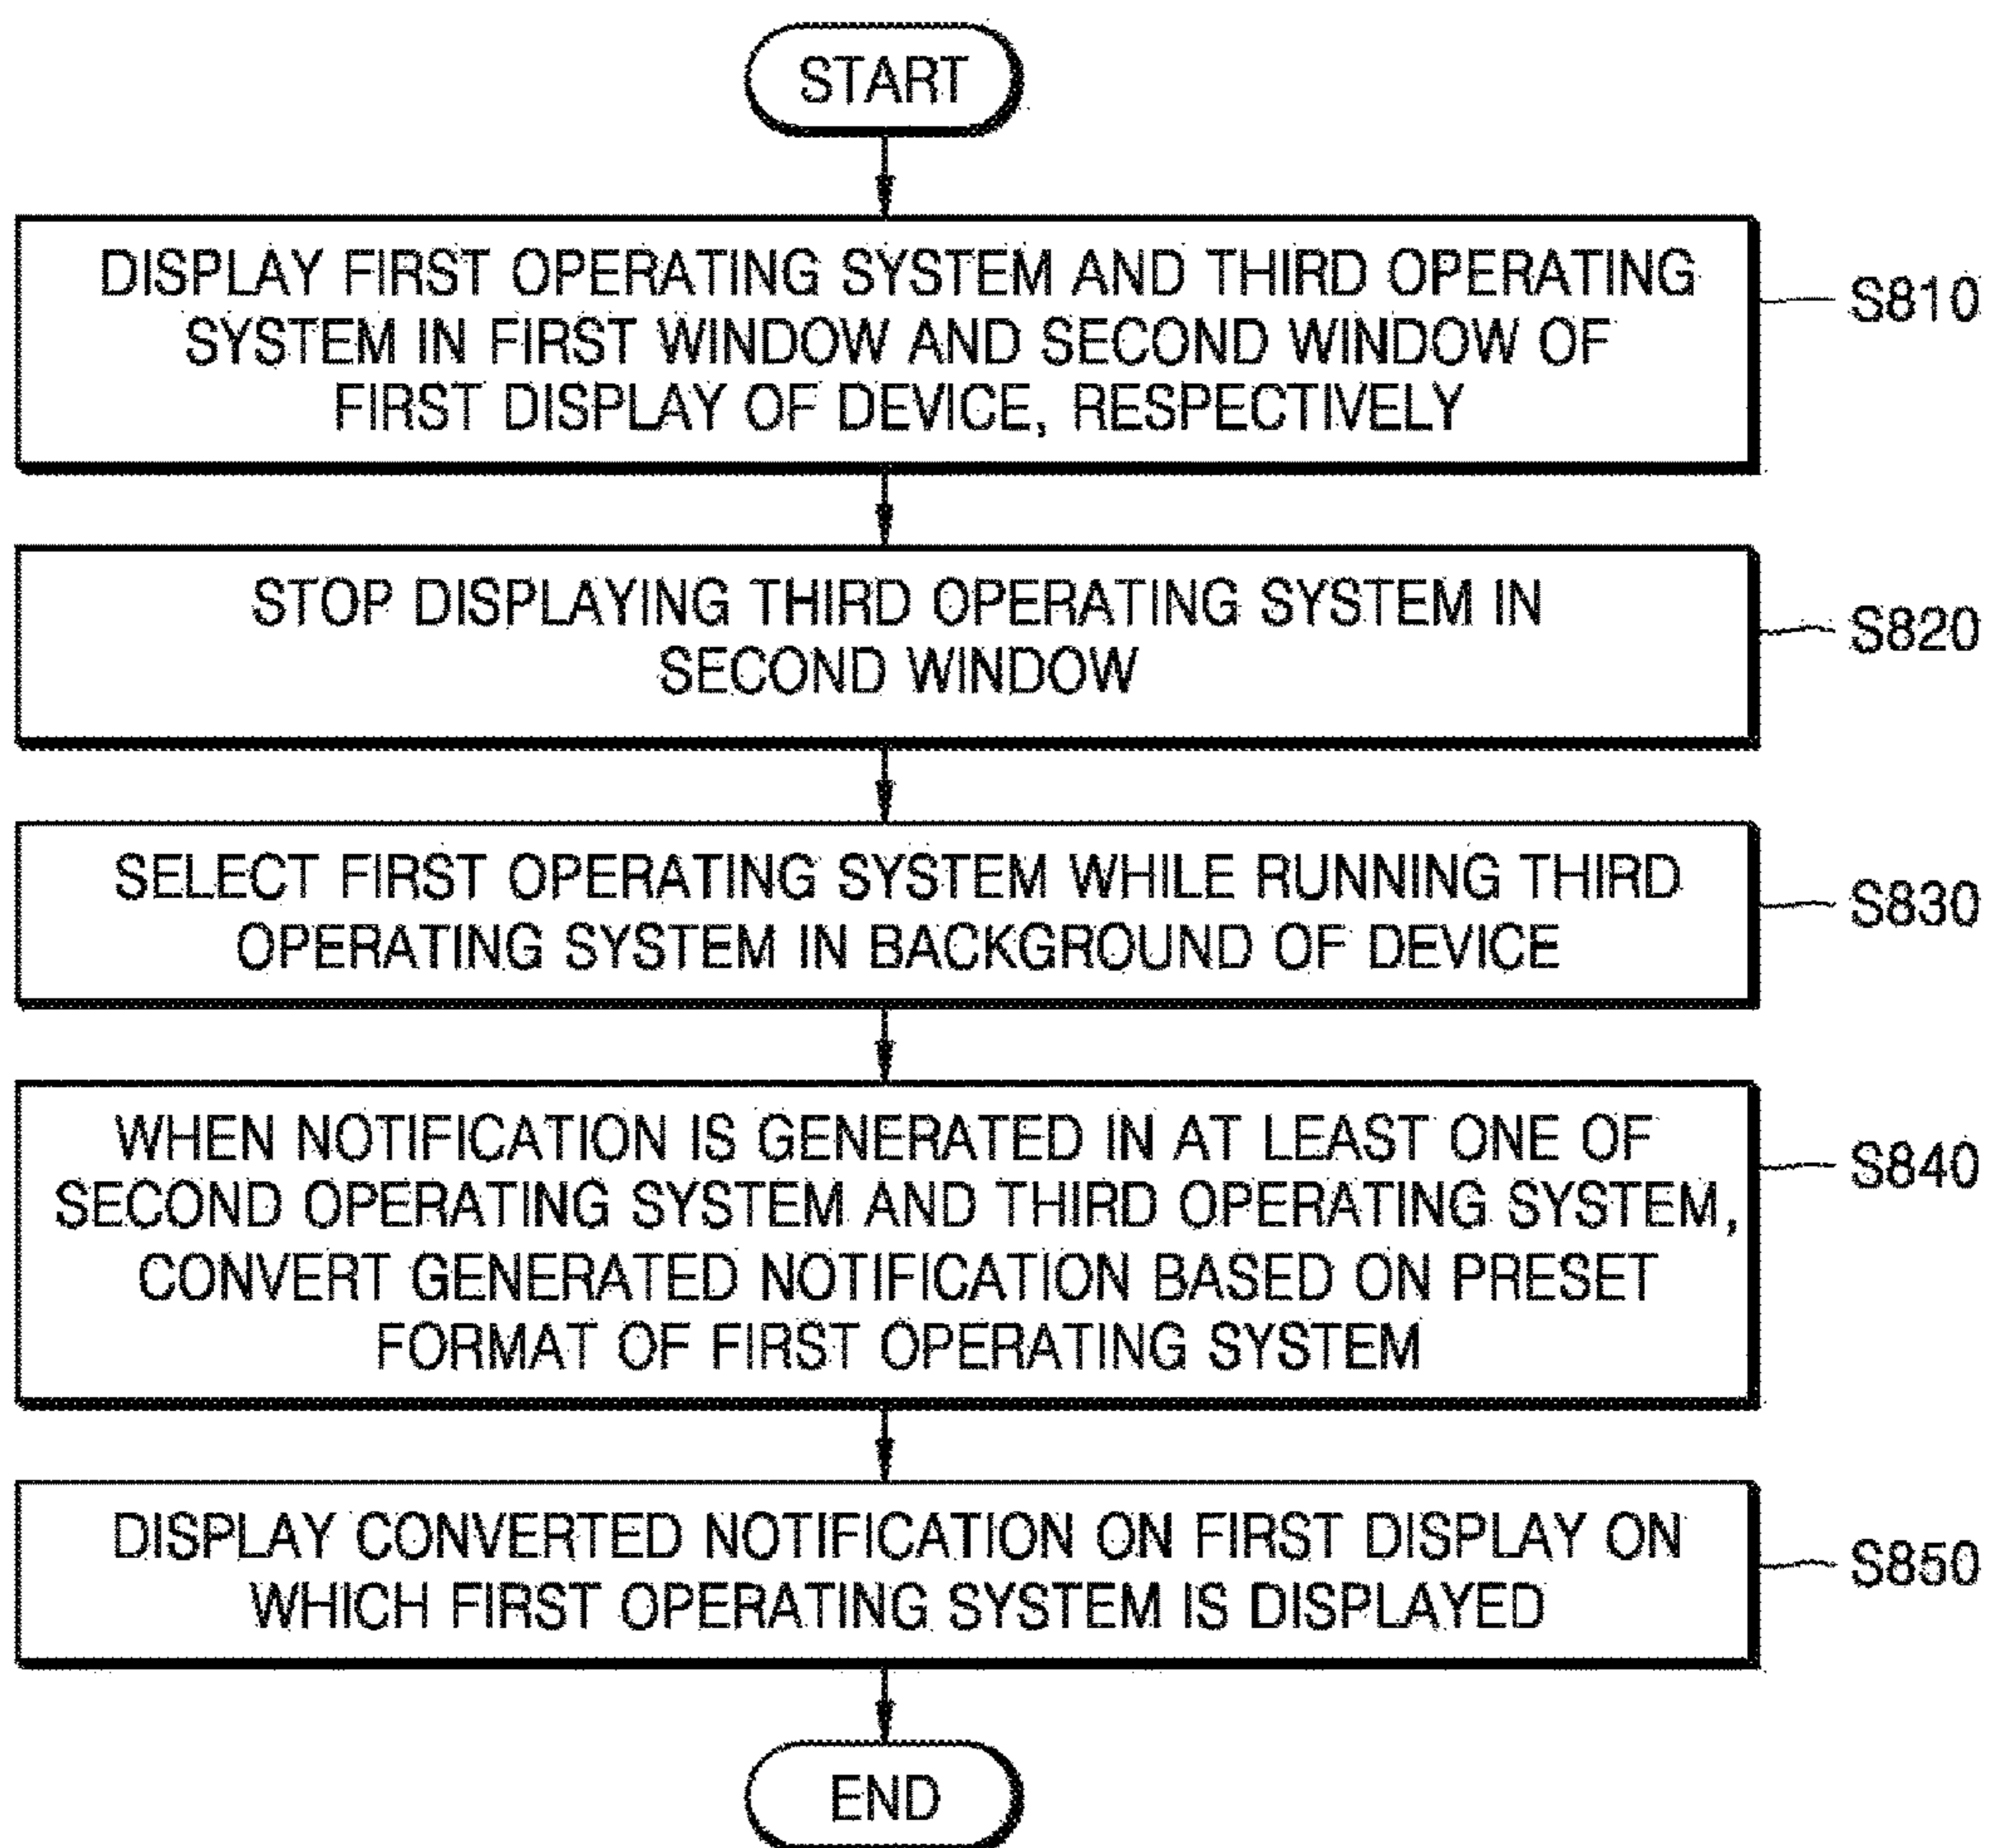 START
DISPLAY FIRST OPERATING SYSTEM AND THIRD OPERATING
SYSTEM IN FIRST WINDOW AND SECOND WINDOW OF
FIRST DISPLAY OF DEVICE, RESPECTIVELY
S810
STOP DISPLAYING THIRD OPERATING SYSTEM IN
SECOND WINDOW
S820
SELECT FIRST OPERATING SYSTEM WHILE RUNNING THIRD
OPERATING SYSTEM IN BACKGROUND OF DEVICE
S830
WHEN NOTIFICATION IS GENERATED IN AT LEAST ONE OF
SECOND OPERATING SYSTEM AND THIRD OPERATING SYSTEM,
CONVERT GENERATED NOTIFICATION BASED ON PRESET
FORMAT OF FIRST OPERATING SYSTEM
S840
DISPLAY CONVERTED NOTIFICATION ON FIRST DISPLAY ON
WHICH FIRST OPERATING SYSTEM IS DISPLAYED
S850
END